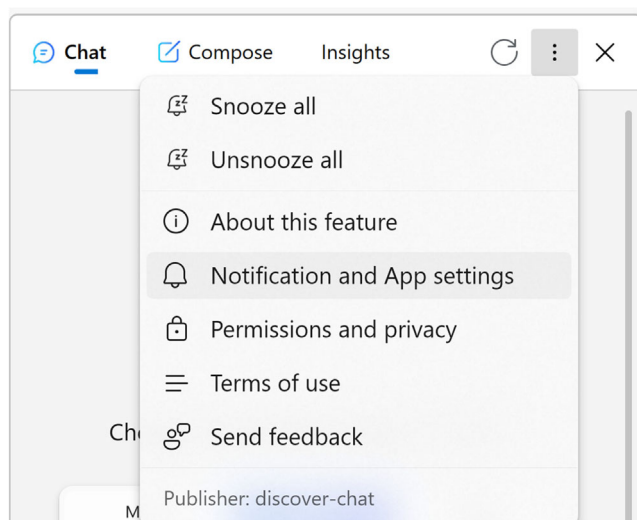 Chat Compose Insights
Snooze all
Unsnooze all
About this feature
Notification and App settings
Permissions and privacy
Terms of use
Send feedback
Publisher: discover-chat